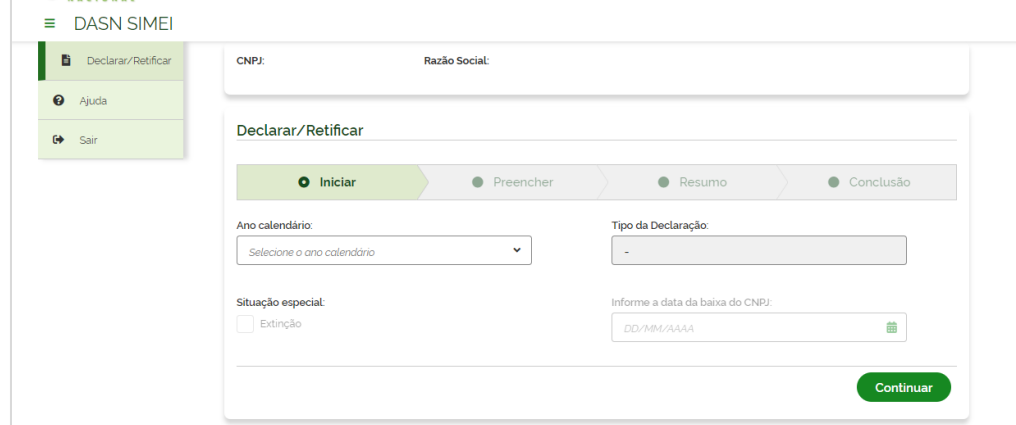 DASN SIMEI
Declarar/Retificar
Ajuda
Sair
CNPJ: Razão Social:
Declarar/Retificar
Iniciar Preencher Resumo Conclusão
Ano calendário: Tipo da Declaração:
Selecione o ano calendário -
Situação especial: Informe a data da baixa do CNPJ:
Extinção DD/MM/AAAA
Continuar